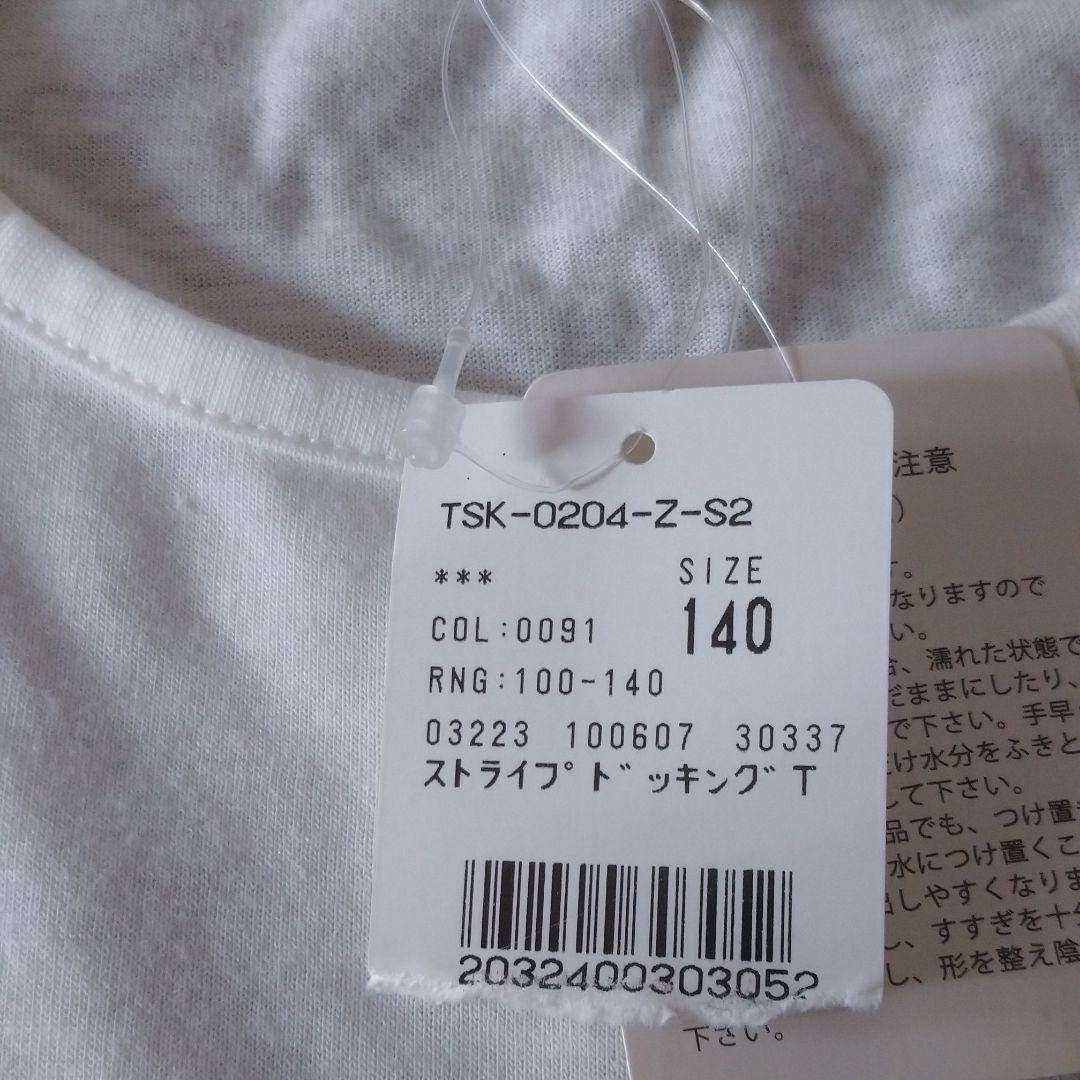 TSK-0204-Z-S2
*** SIZE
COL:0091 140
RNG:100-140
03223 100607 30337
ストライプドッキングT
2032400303052
注意
)
。
なりますので
い。
、濡れた状態で
だままにしたり、
で下さい。手早
け水分をふきと
して下さい。
品でも、つけ置
水につけ置くこ
出しやすくなりま
し、すすぎを十分
し、形を整え陰
下さい。